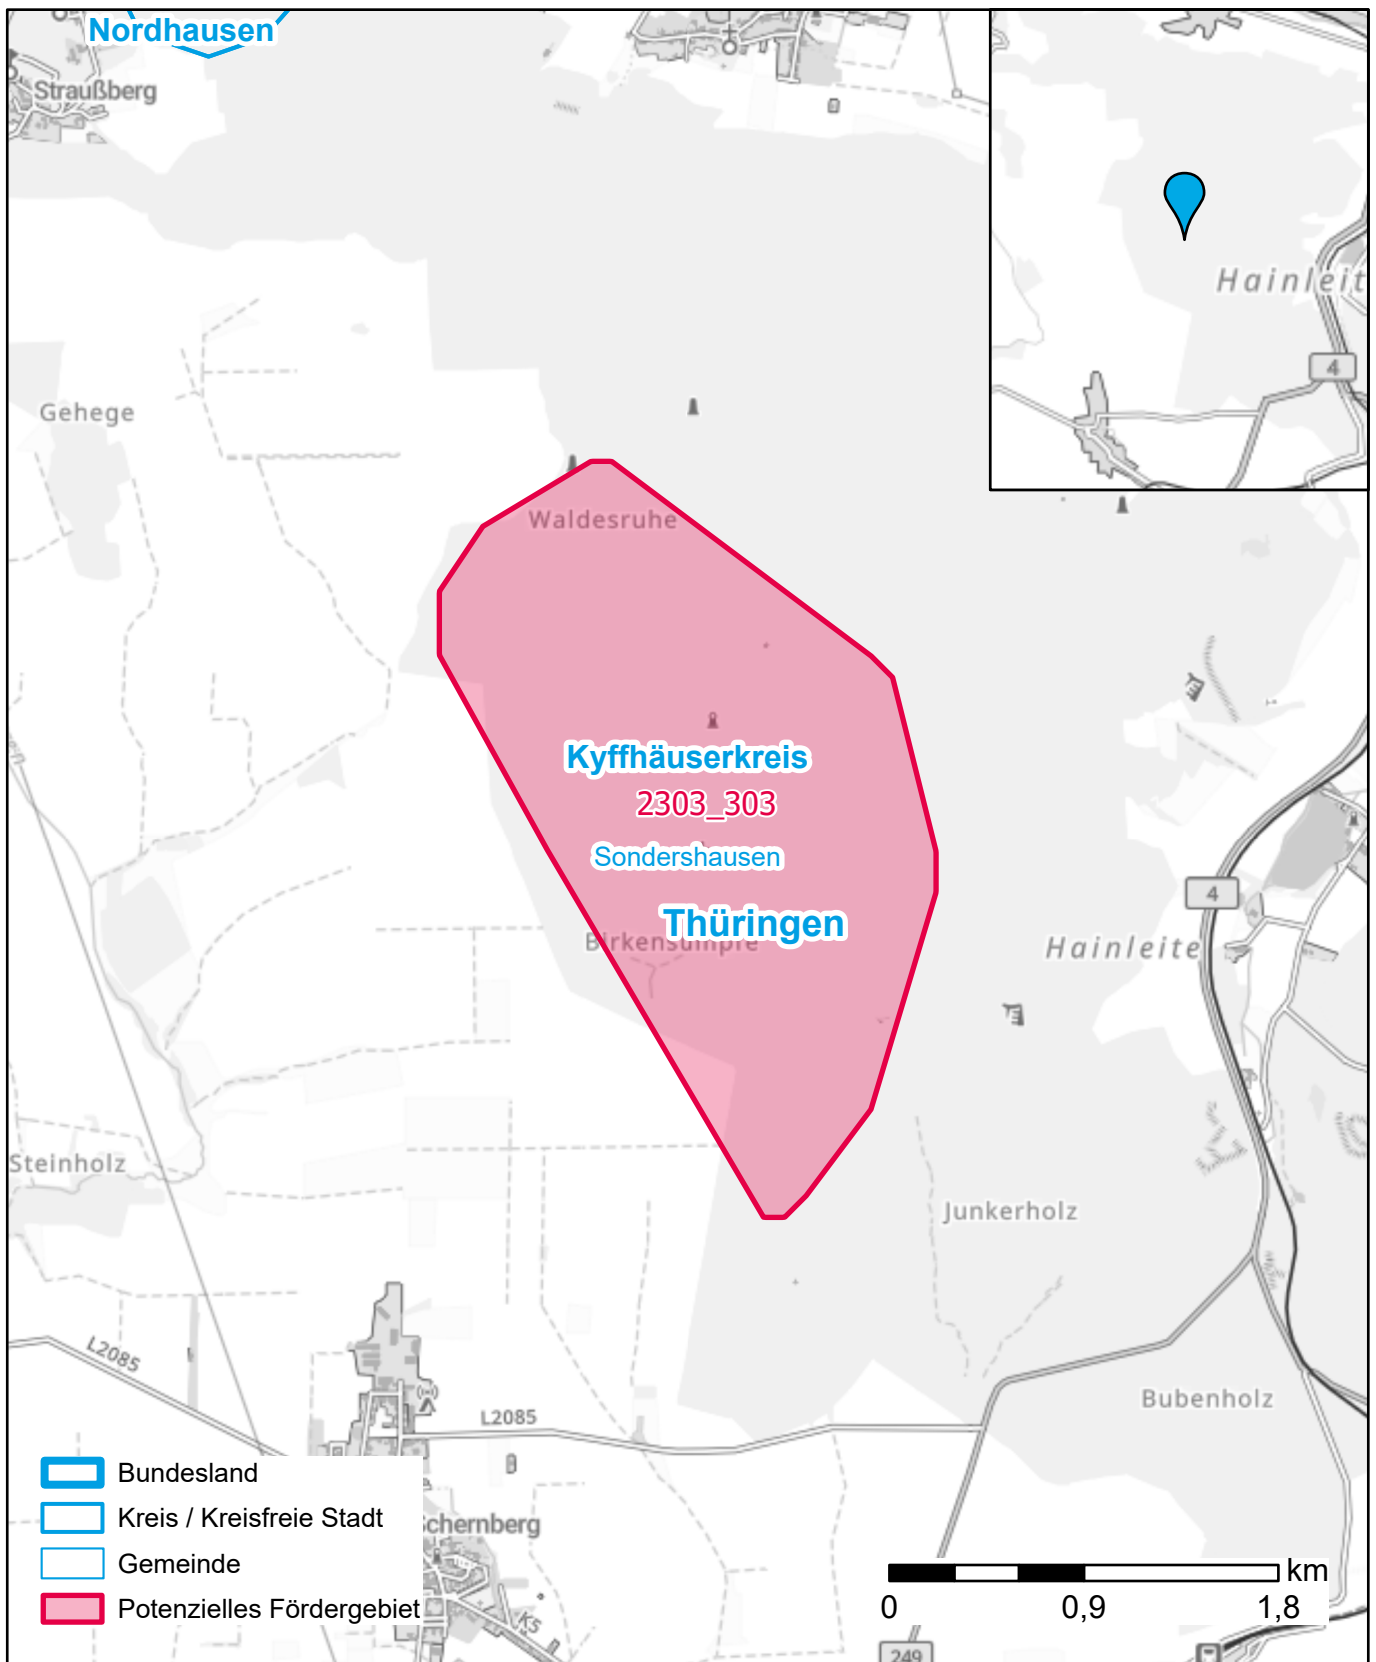 Nordhausen
Straußberg
Hainleit
4
Gehege
Waldesruhe
Kyffhäuserkreis
2303_303
Sondershausen
Thüringen
Birkensümpfe
4
Hainleite
Steinholz
Junkerholz
L2085
Bubenholz
L2085
Bundesland
Kreis / Kreisfreie Stadt
Gemeinde
Potenzielles Fördergebiet
chernberg
K5
km
0
0,9
1,8
249